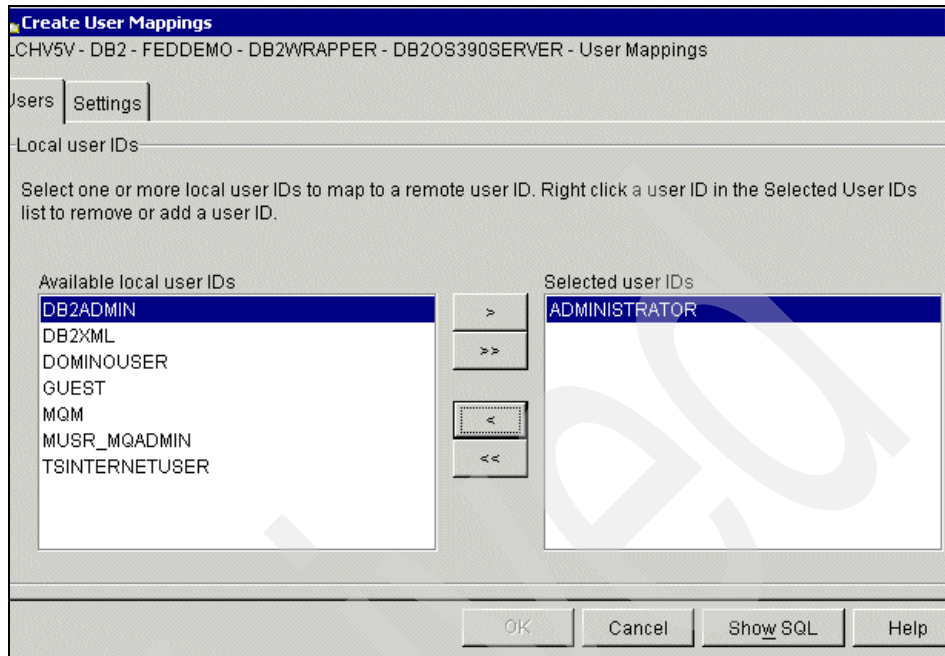 Create User Mappings
LCHV5V - DB2 - FEDDEMO - DB2WRAPPER - DB2OS390SERVER - User Mappings
Users Settings
Local user IDs
Select one or more local user IDs to map to a remote user ID. Right click a user ID in the Selected User IDs
list to remove or add a user ID.
Available local user IDs Selected user IDs
DB2ADMIN > ADMINISTRATOR
DB2XML
>>
DOMINOUSER
GUEST
MQM <
MUSR_MQADMIN
TSINTERNETUSER <<
OK Cancel Show SQL Help